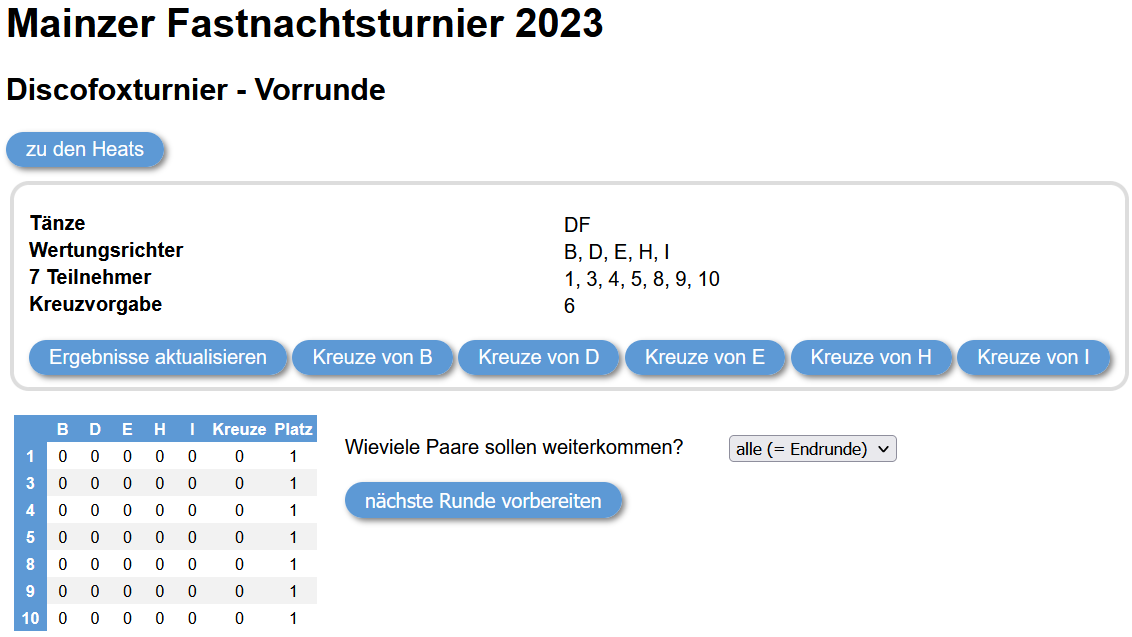 Mainzer Fastnachtsturnier 2023
Discofoxturnier - Vorrunde
zu den Heats
Tänze DF
Wertungsrichter B, D, E, H, I
7 Teilnehmer 1, 3, 4, 5, 8, 9, 10
Kreuzvorgabe 6
Ergebnisse aktualisieren Kreuze von B Kreuze von D Kreuze von E Kreuze von H Kreuze von I
B D E H I Kreuze Platz
1 0 0 0 0 0 0 1
3 0 0 0 0 0 0 1
4 0 0 0 0 0 0 1
5 0 0 0 0 0 0 1
8 0 0 0 0 0 0 1
9 0 0 0 0 0 0 1
10 0 0 0 0 0 0 1
Wieviele Paare sollen weiterkommen? alle (= Endrunde)
nächste Runde vorbereiten